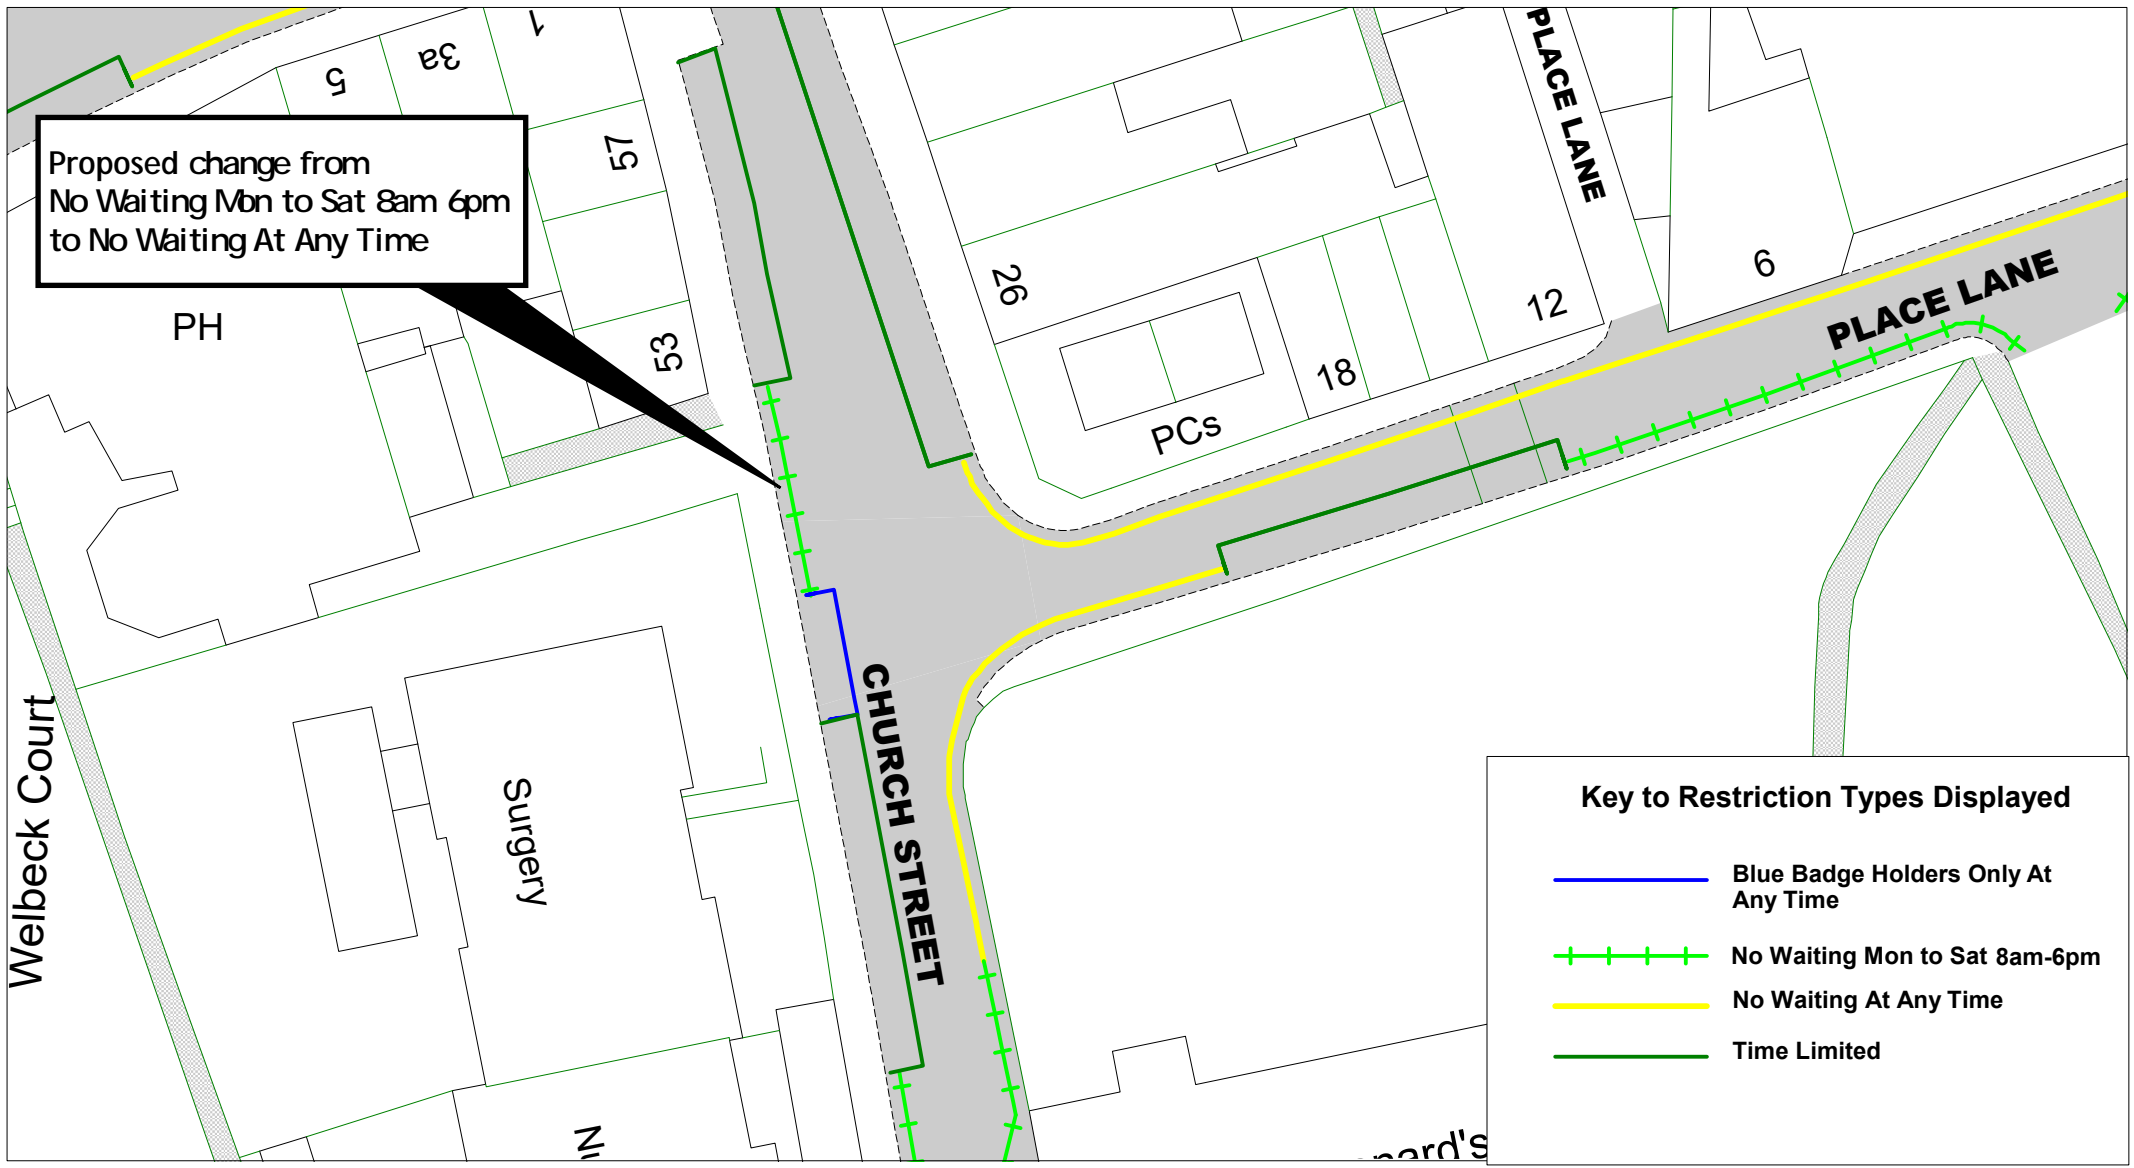 1
3a
5
PLACE LANE
57
Proposed change from
No Waiting Mon to Sat 8am 6pm
to No Waiting At Any Time
26
6
PLACE LANE
12
PH
53
18
PCs
CHURCH STREET
Welbeck Court
Surgery
Key to Restriction Types Displayed
Blue Badge Holders Only At
Any Time
No Waiting Mon to Sat 8am-6pm
No Waiting At Any Time
Time Limited